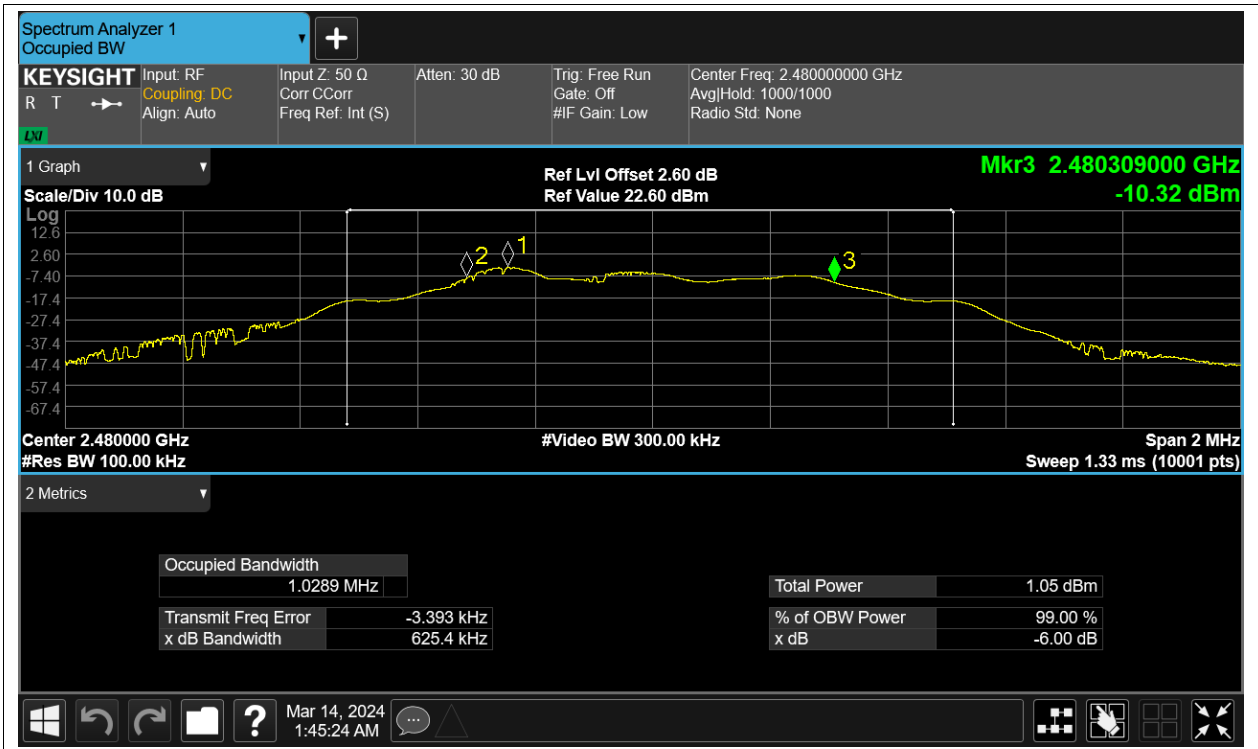 Spectrum Analyzer 1
Occupied BW
KEYSIGHT
R T
LXI
Input: RF
Coupling: DC
Align: Auto
Input Z: 50 Ω
Corr CCorr
Freq Ref: Int (S)
Atten: 30 dB
Trig: Free Run
Gate: Off
#IF Gain: Low
Center Freq: 2.480000000 GHz
Avg|Hold: 1000/1000
Radio Std: None
1 Graph
Scale/Div 10.0 dB
Ref Lvl Offset 2.60 dB
Ref Value 22.60 dBm
Mkr3 2.480309000 GHz
-10.32 dBm
Log
12.6
2.60
-7.40
-17.4
-27.4
-37.4
-47.4
-57.4
-67.4
2
1
3
Center 2.480000 GHz
#Res BW 100.00 kHz
#Video BW 300.00 kHz
Span 2 MHz
Sweep 1.33 ms (10001 pts)
2 Metrics
Occupied Bandwidth
1.0289 MHz
Transmit Freq Error -3.393 kHz
x dB Bandwidth 625.4 kHz
Total Power 1.05 dBm
% of OBW Power 99.00 %
x dB -6.00 dB
?
Mar 14, 2024
1:45:24 AM